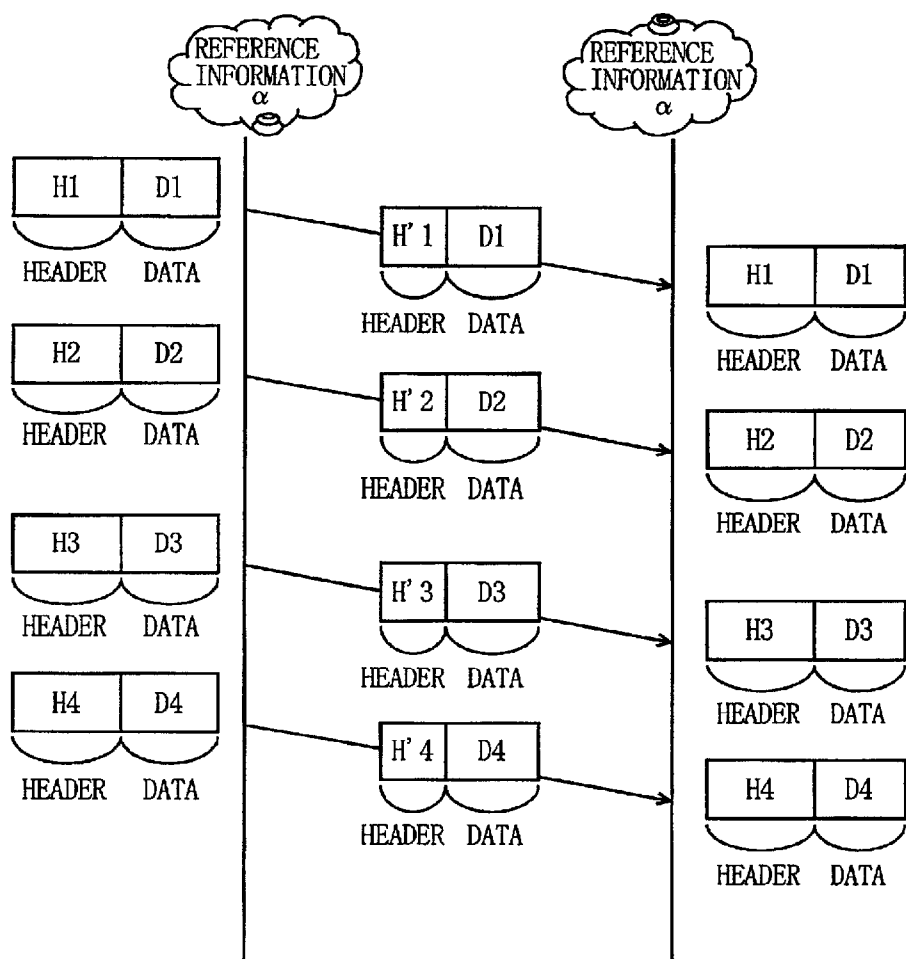 REFERENCE
INFORMATION
α
REFERENCE
INFORMATION
α
H1 D1
HEADER DATA
H'1 D1
HEADER DATA
H1 D1
HEADER DATA
H2 D2
HEADER DATA
H'2 D2
HEADER DATA
H2 D2
HEADER DATA
H3 D3
HEADER DATA
H'3 D3
HEADER DATA
H3 D3
HEADER DATA
H4 D4
HEADER DATA
H'4 D4
HEADER DATA
H4 D4
HEADER DATA